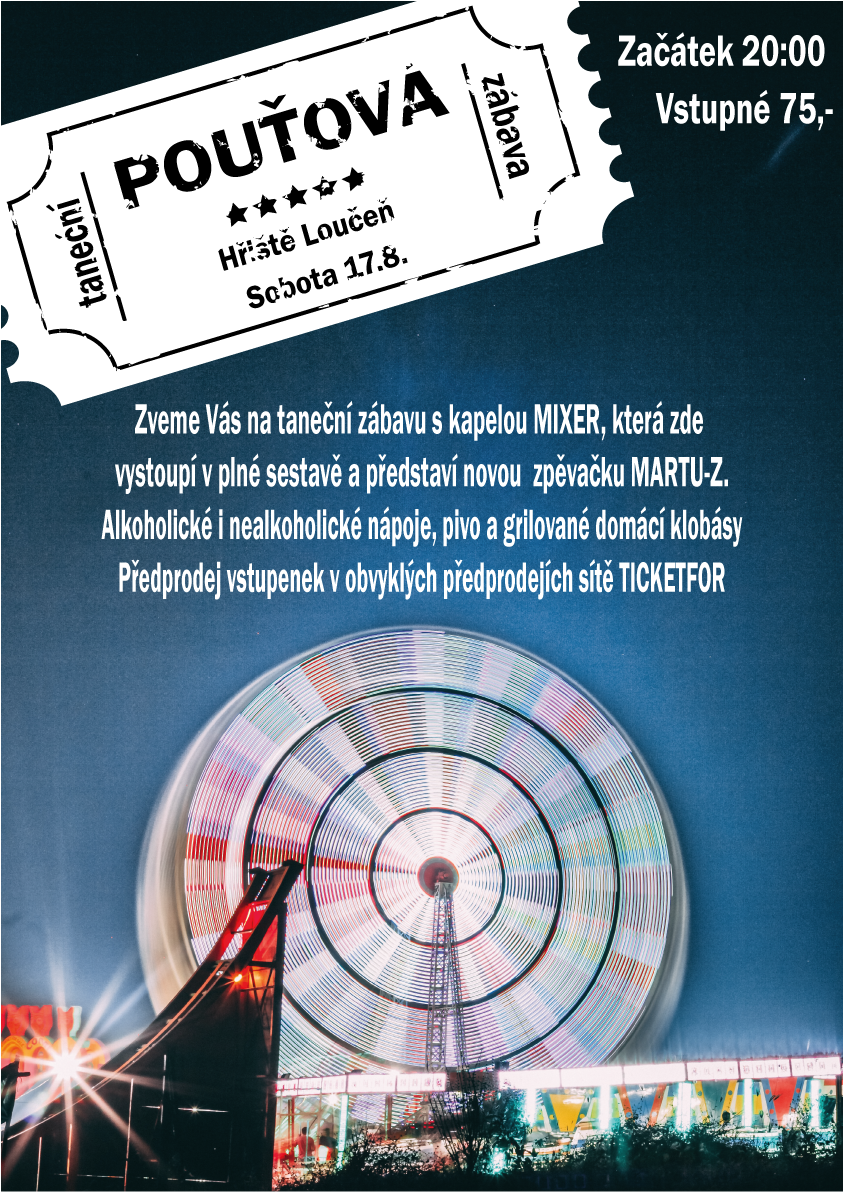 Začátek 20:00
Vstupné 75,-
taneční
POUŤOVÁ
zábava
Hřiště Loučeň
Sobota 17.8.
Zveme Vás na taneční zábavu s kapelou MIXER, která zde
vystoupí v plné sestavě a představí novou zpěvačku MARTU-Z.
Alkoholické i nealkoholické nápoje, pivo a grilované domácí klobásy
Předprodej vstupenek v obvyklých předprodejích sítě TICKETFOR